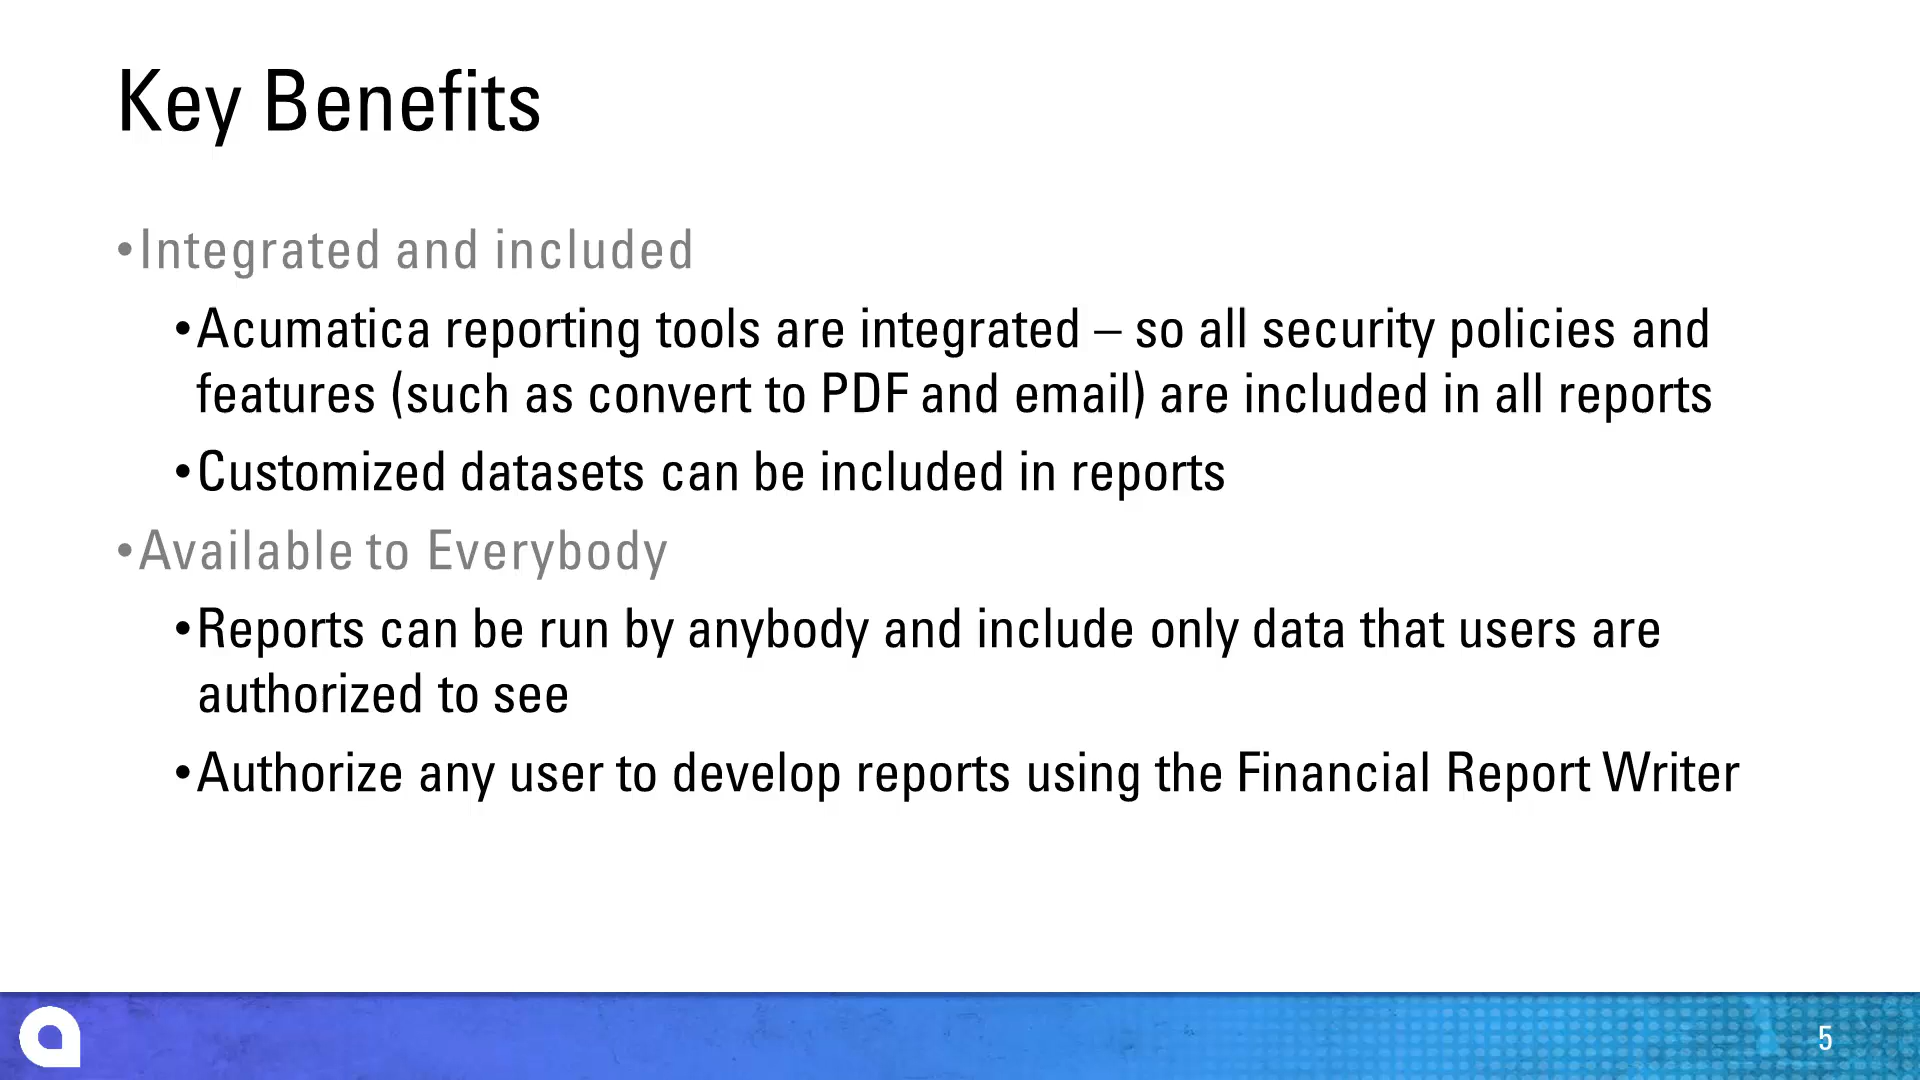 Key Benefits
•Integrated and included
•Acumatica reporting tools are integrated – so all security policies and
features (such as convert to PDF and email) are included in all reports
•Customized datasets can be included in reports
•Available to Everybody
•Reports can be run by anybody and include only data that users are
authorized to see
•Authorize any user to develop reports using the Financial Report Writer
5